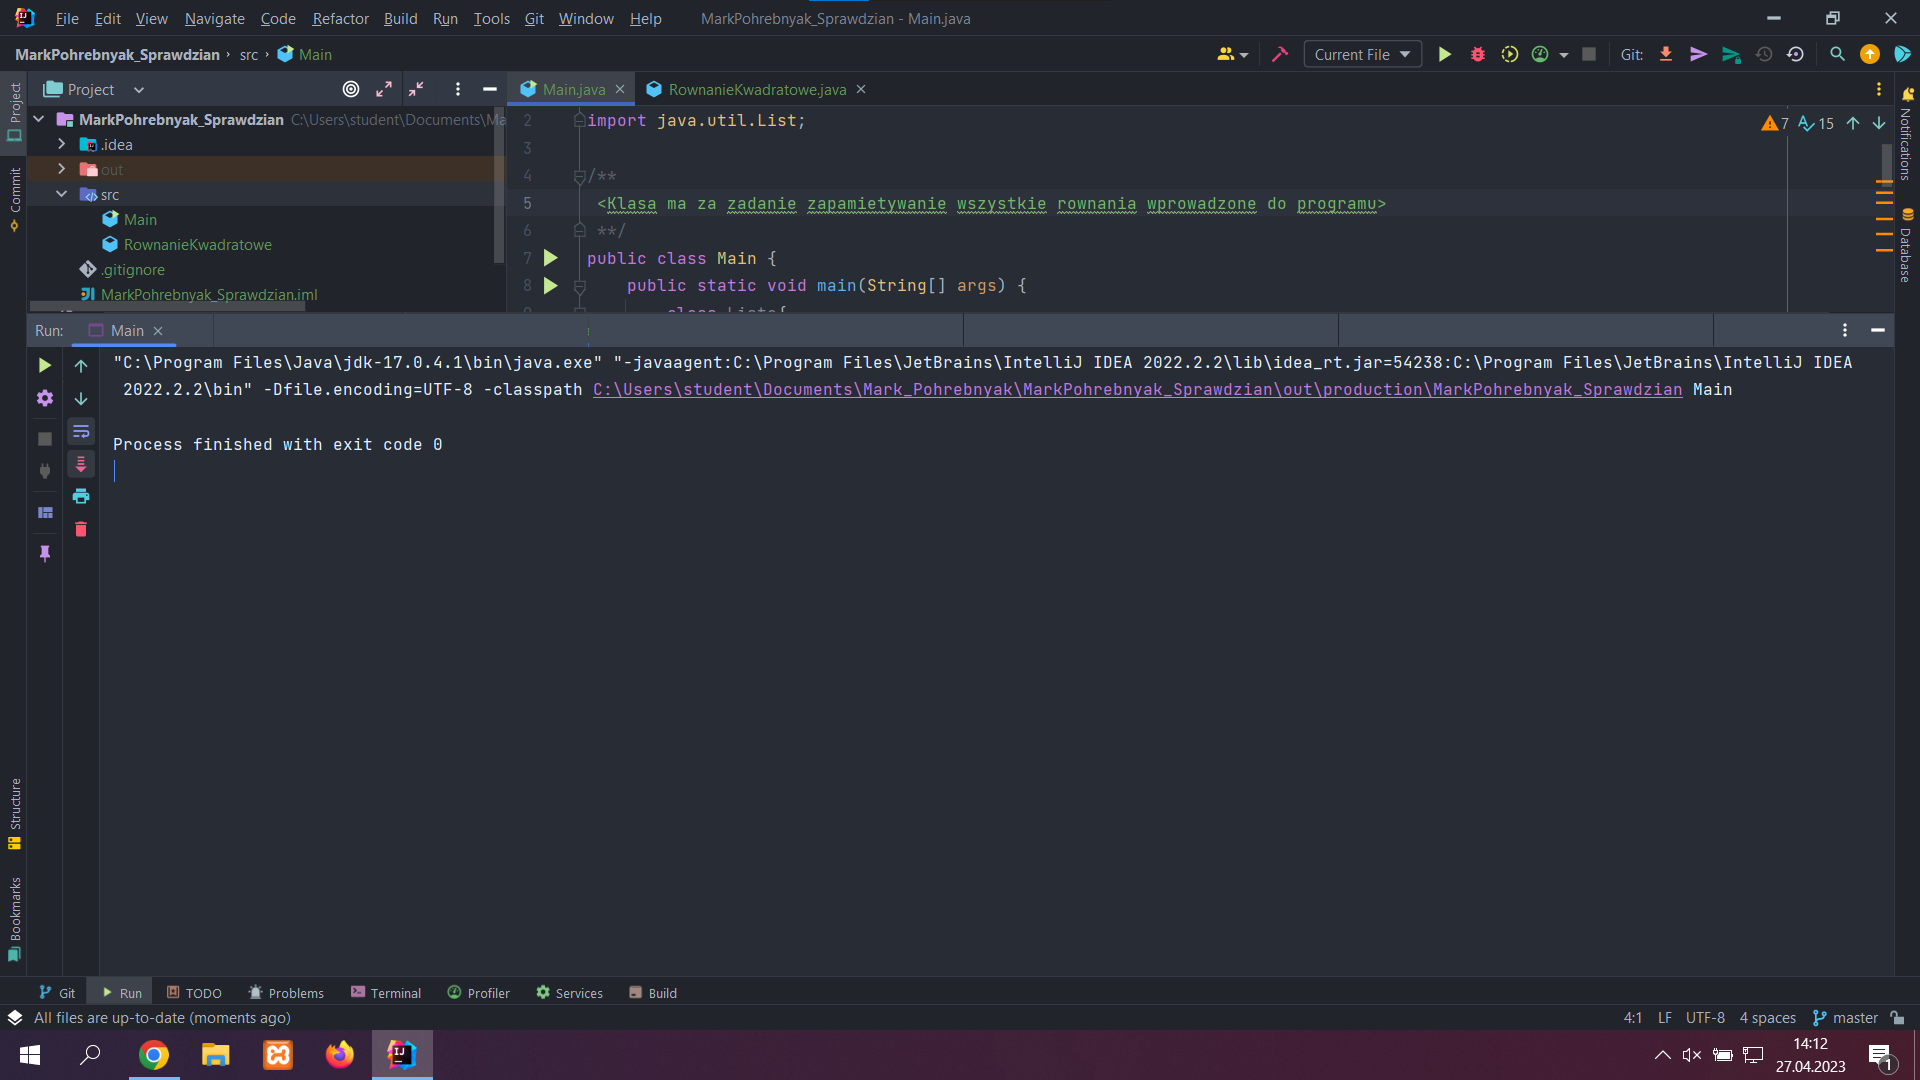 File Edit View Navigate Code Refactor Build Run Tools Git Window Help MarkPohrebnyak_Sprawdzian - Main.java
MarkPohrebnyak_Sprawdzian › src › Main Current File Git:
Project Main.java RownanieKwadratowe.java
MarkPohrebnyak_Sprawdzian C:\Users\student\Documents\Ma
.idea
out
src
Main
RownanieKwadratowe
.gitignore
MarkPohrebnyak_Sprawdzian.iml
2 import java.util.List;
7 15
3
4 /**
5 <Klasa ma za zadanie zapamietywanie wszystkie rownania wprowadzone do programu>
6 **/
7 public class Main {
8 public static void main(String[] args) {
Project
Commit
Notifications
Database
Run: Main
"C:\Program Files\Java\jdk-17.0.4.1\bin\java.exe" "-javaagent:C:\Program Files\JetBrains\IntelliJ IDEA 2022.2.2\lib\idea_rt.jar=54238:C:\Program Files\JetBrains\IntelliJ IDEA
2022.2.2\bin" -Dfile.encoding=UTF-8 -classpath C:\Users\student\Documents\Mark_Pohrebnyak\MarkPohrebnyak_Sprawdzian\out\production\MarkPohrebnyak_Sprawdzian Main
Process finished with exit code 0
Structure
Bookmarks
Git Run TODO Problems Terminal Profiler Services Build
All files are up-to-date (moments ago) 4:1 LF UTF-8 4 spaces master
14:12
27.04.2023
1